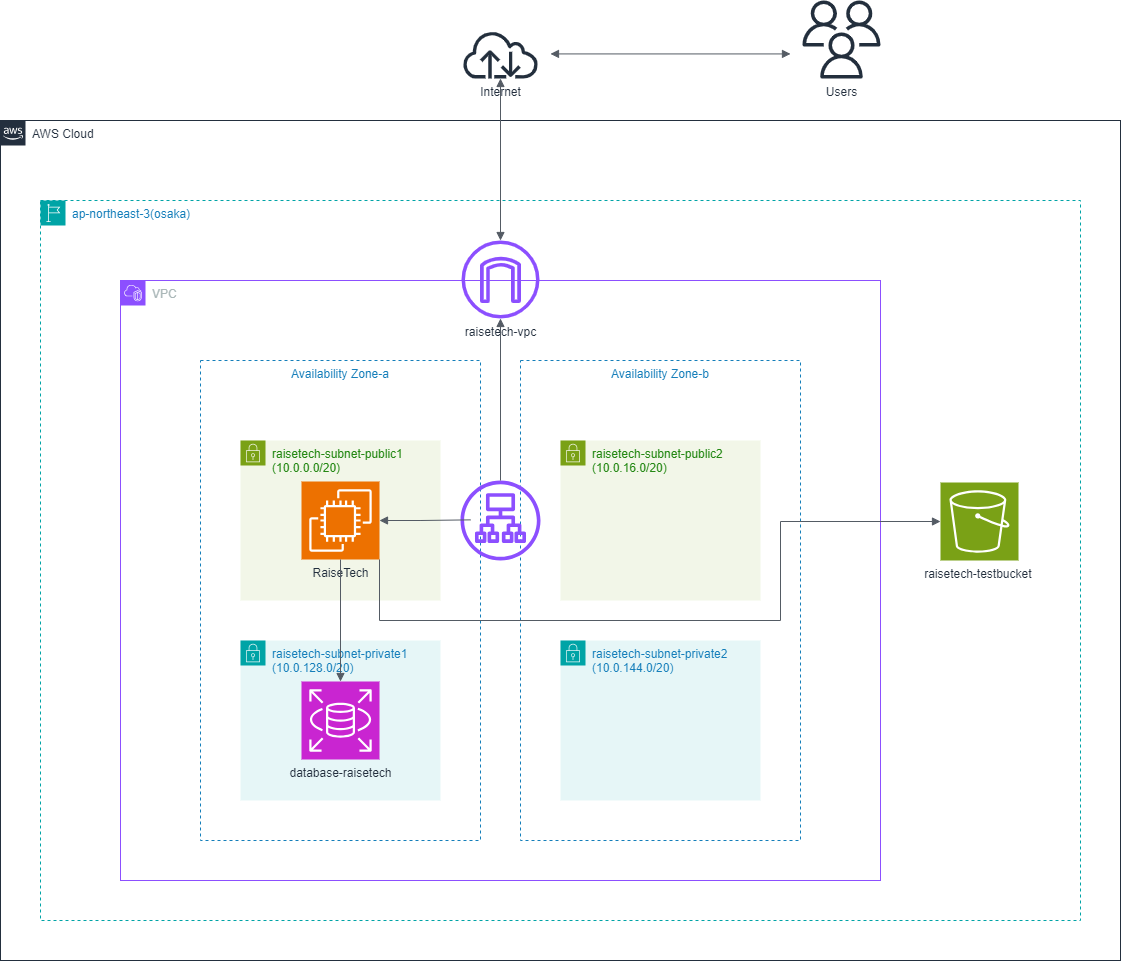 Internet
Users
aws
AWS Cloud
ap-northeast-3(osaka)
VPC
raisetech-vpc
Availability Zone-a
Availability Zone-b
raisetech-subnet-public1
(10.0.0.0/20)
raisetech-subnet-public2
(10.0.16.0/20)
RaiseTech
raisetech-testbucket
raisetech-subnet-private1
(10.0.128.0/20)
raisetech-subnet-private2
(10.0.144.0/20)
database-raisetech